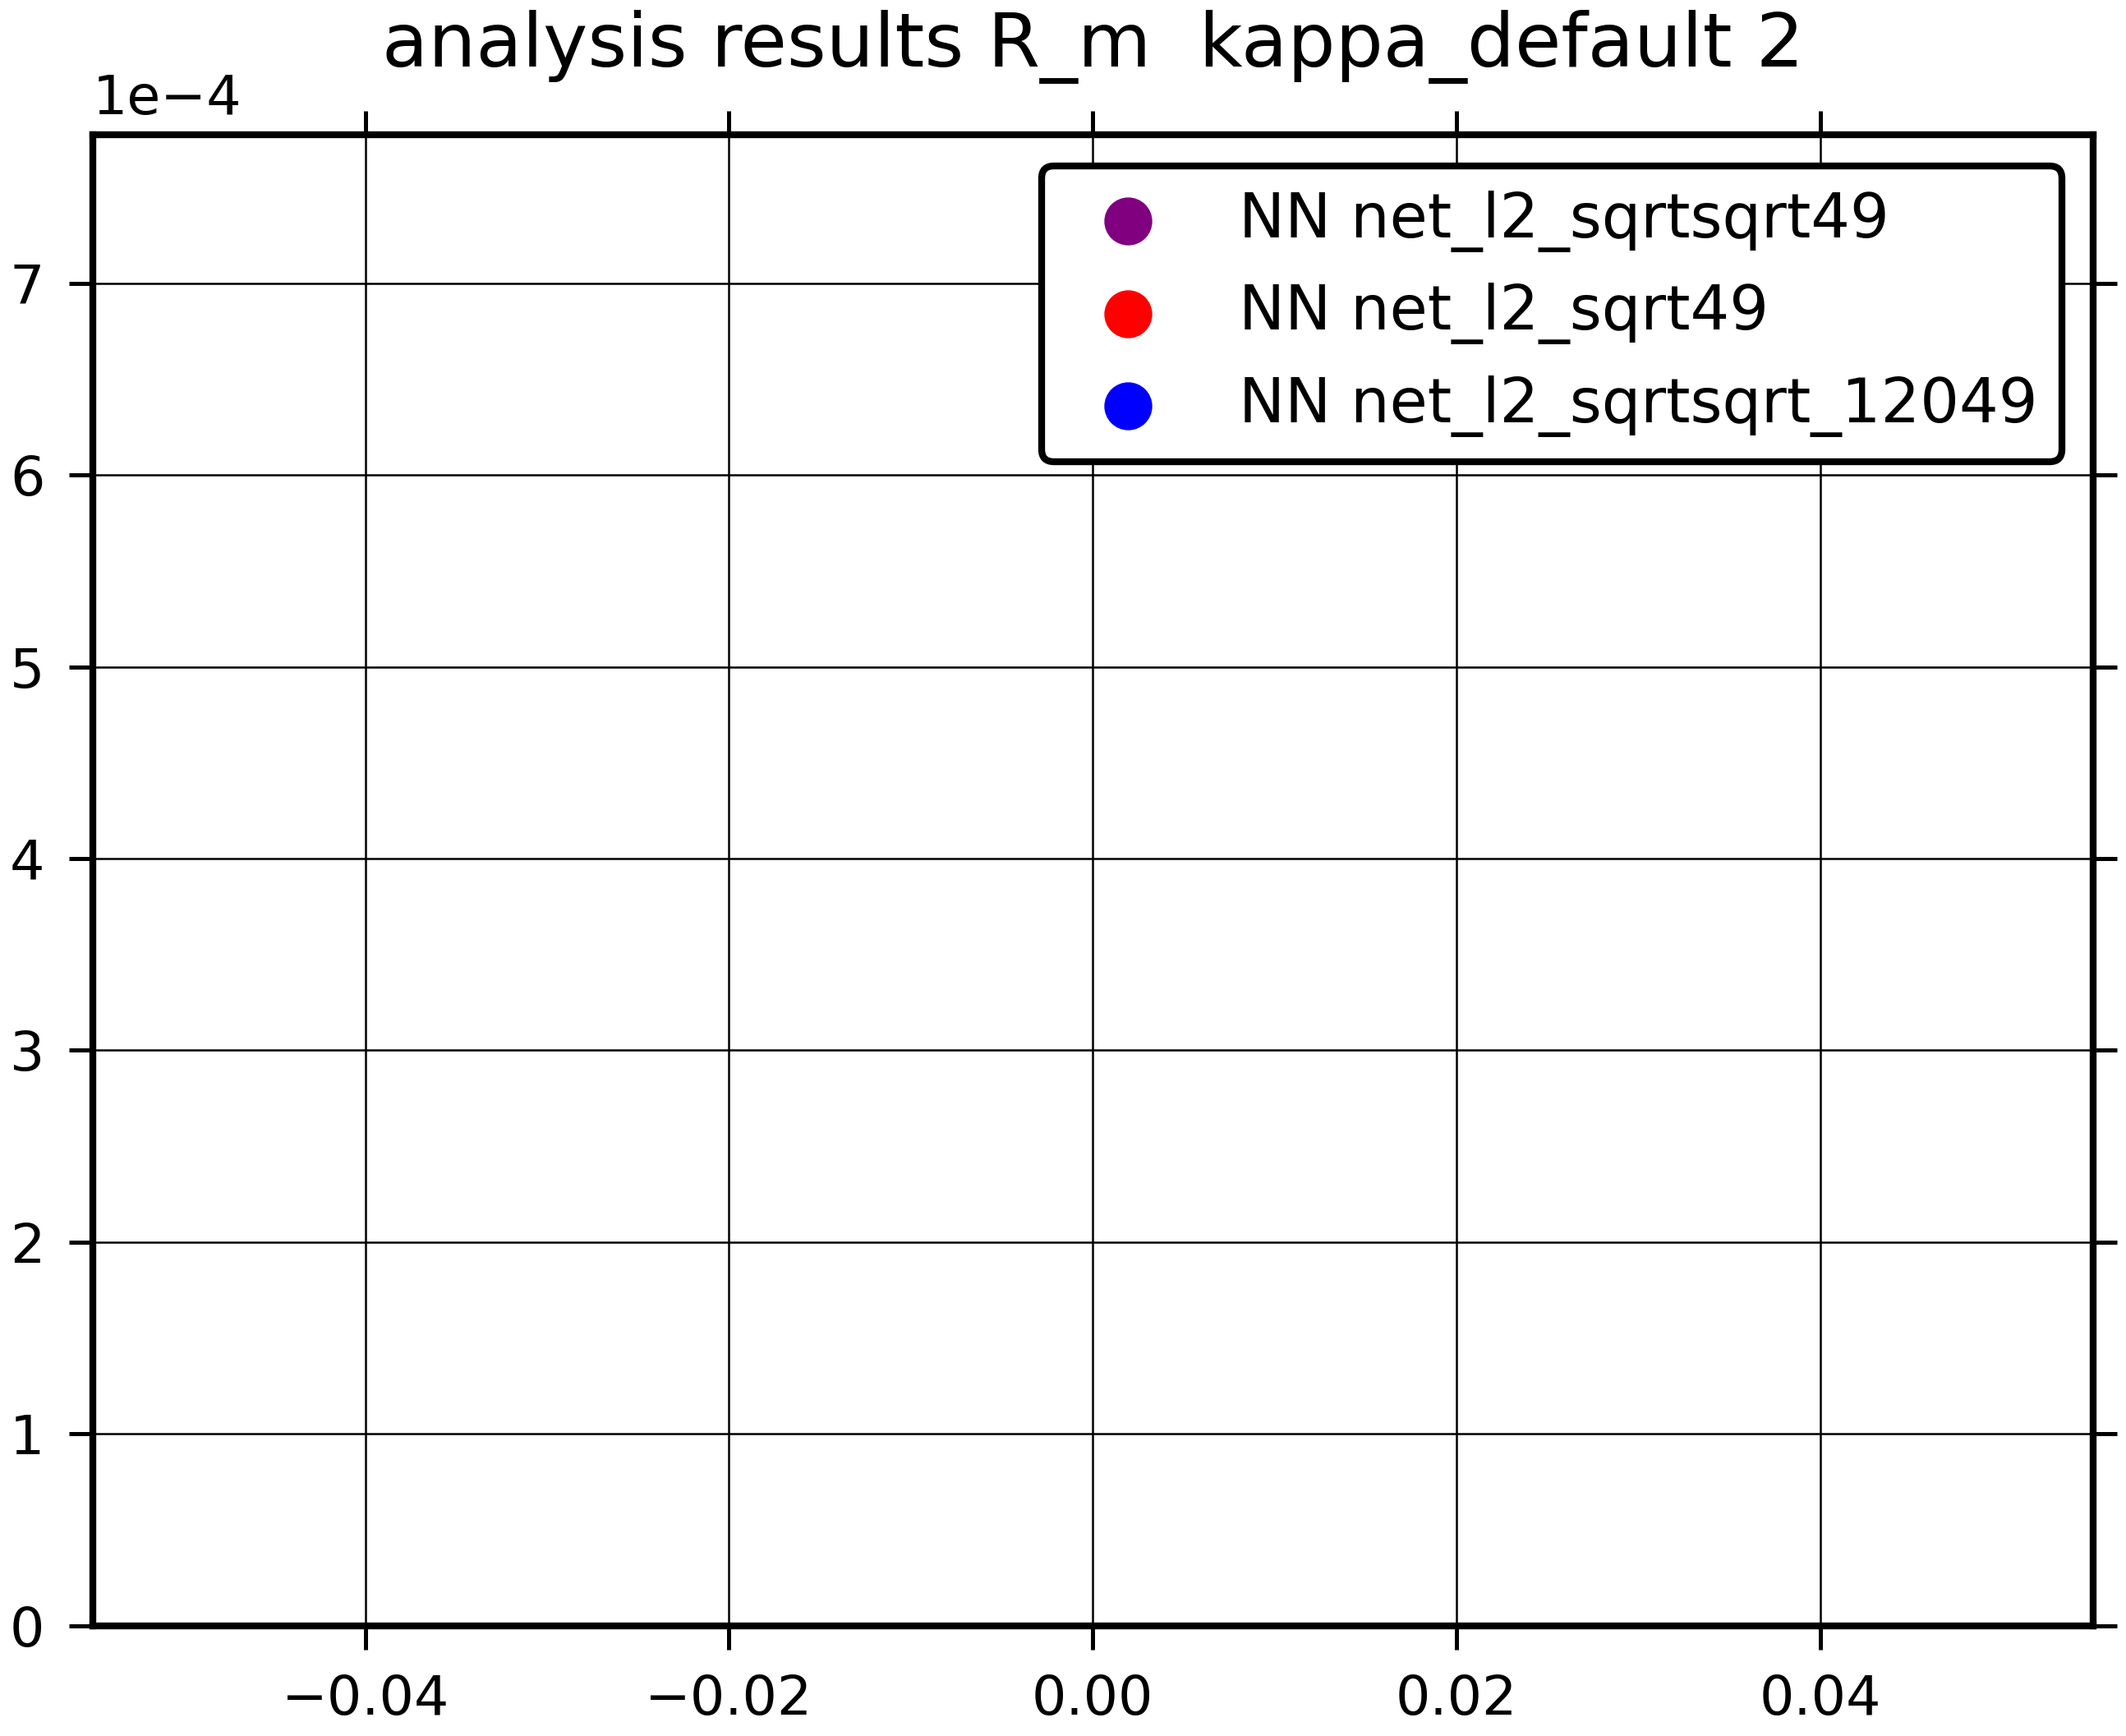 analysis results R_m  kappa_default 2
1e−4
NN net_l2_sqrtsqrt49
NN net_l2_sqrt49
NN net_l2_sqrtsqrt_12049
7
6
5
4
3
2
1
0
−0.04 −0.02 0.00 0.02 0.04